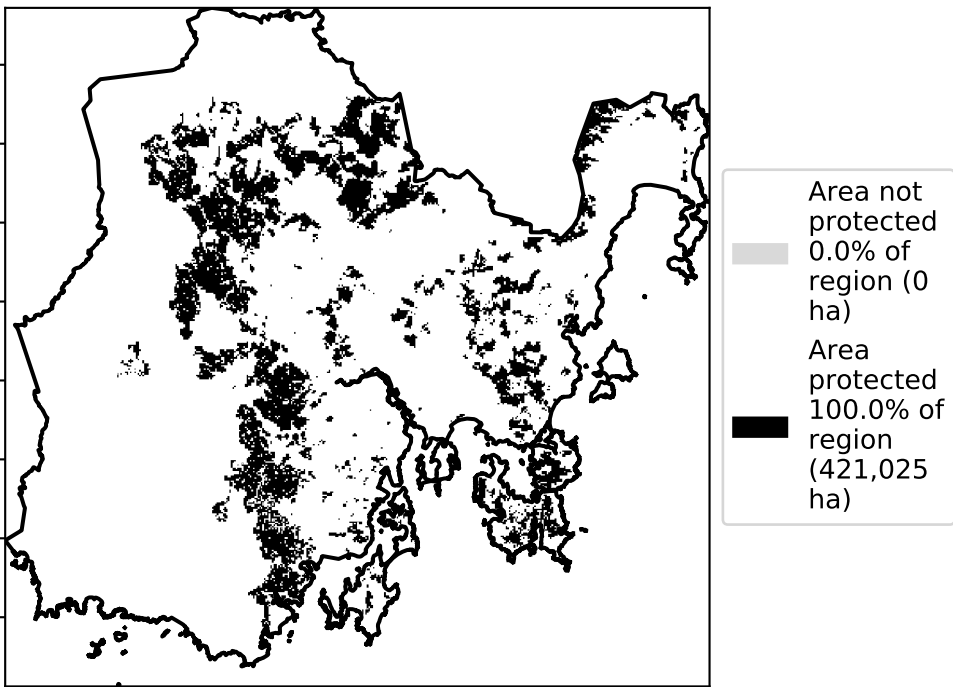 Area not
protected
0.0% of
region (0
ha)
Area
protected
100.0% of
region
(421,025
ha)